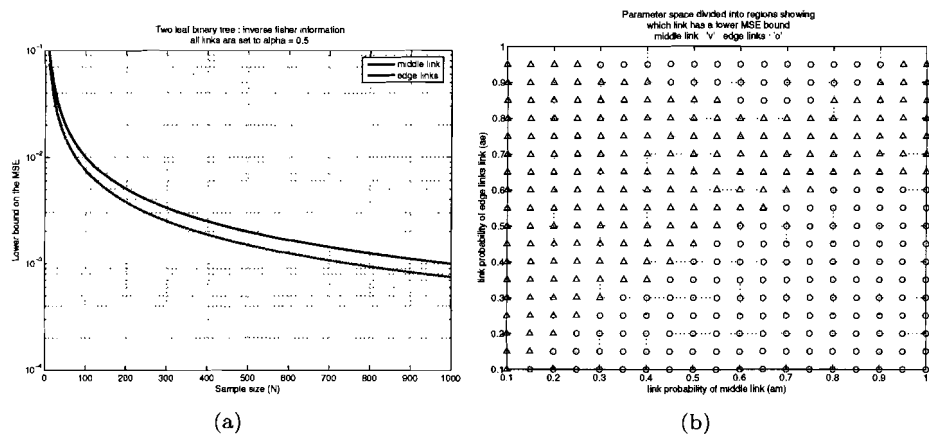 Two leaf binary tree : inverse fisher information
all links are set to alpha = 0.5
middle link
edge links
Lower bound on the MSE
10^-1
10^-2
10^-3
10^-4
0 100 200 300 400 500 600 700 800 900 1000
Sample size (N)
(a)
Parameter space divided into regions showing
which link has a lower MSE bound
middle link 'v' edge links 'o'
link probability of edge links link (ae)
1
0.9
0.8
0.7
0.6
0.5
0.4
0.3
0.2
0.1
0.1 0.2 0.3 0.4 0.5 0.6 0.7 0.8 0.9 1
link probability of middle link (am)
(b)